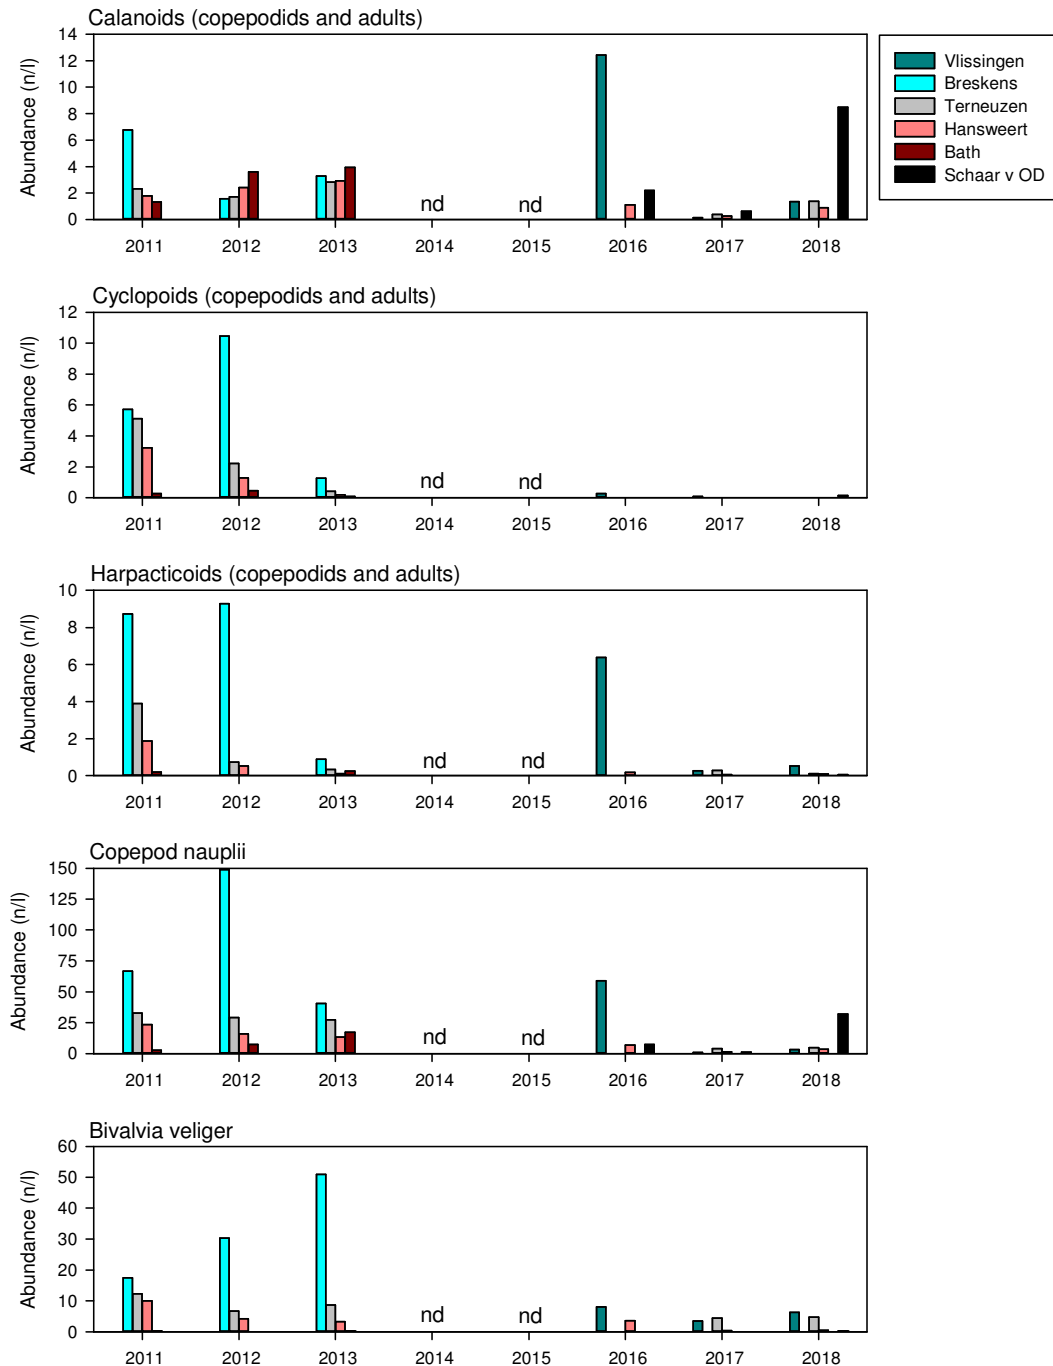 Calanoids (copepodids and adults)
Abundance (n/l)
14
12
10
8
6
4
2
0
nd nd
2011 2012 2013 2014 2015 2016 2017 2018
Vlissingen
Breskens
Terneuzen
Hansweert
Bath
Schaar v OD
Cyclopoids (copepodids and adults)
Abundance (n/l)
12
10
8
6
4
2
0
nd nd
2011 2012 2013 2014 2015 2016 2017 2018
Harpacticoids (copepodids and adults)
Abundance (n/l)
10
8
6
4
2
0
nd nd
2011 2012 2013 2014 2015 2016 2017 2018
Copepod nauplii
Abundance (n/l)
150
125
100
75
50
25
0
nd nd
2011 2012 2013 2014 2015 2016 2017 2018
Bivalvia veliger
Abundance (n/l)
60
50
40
30
20
10
0
nd nd
2011 2012 2013 2014 2015 2016 2017 2018